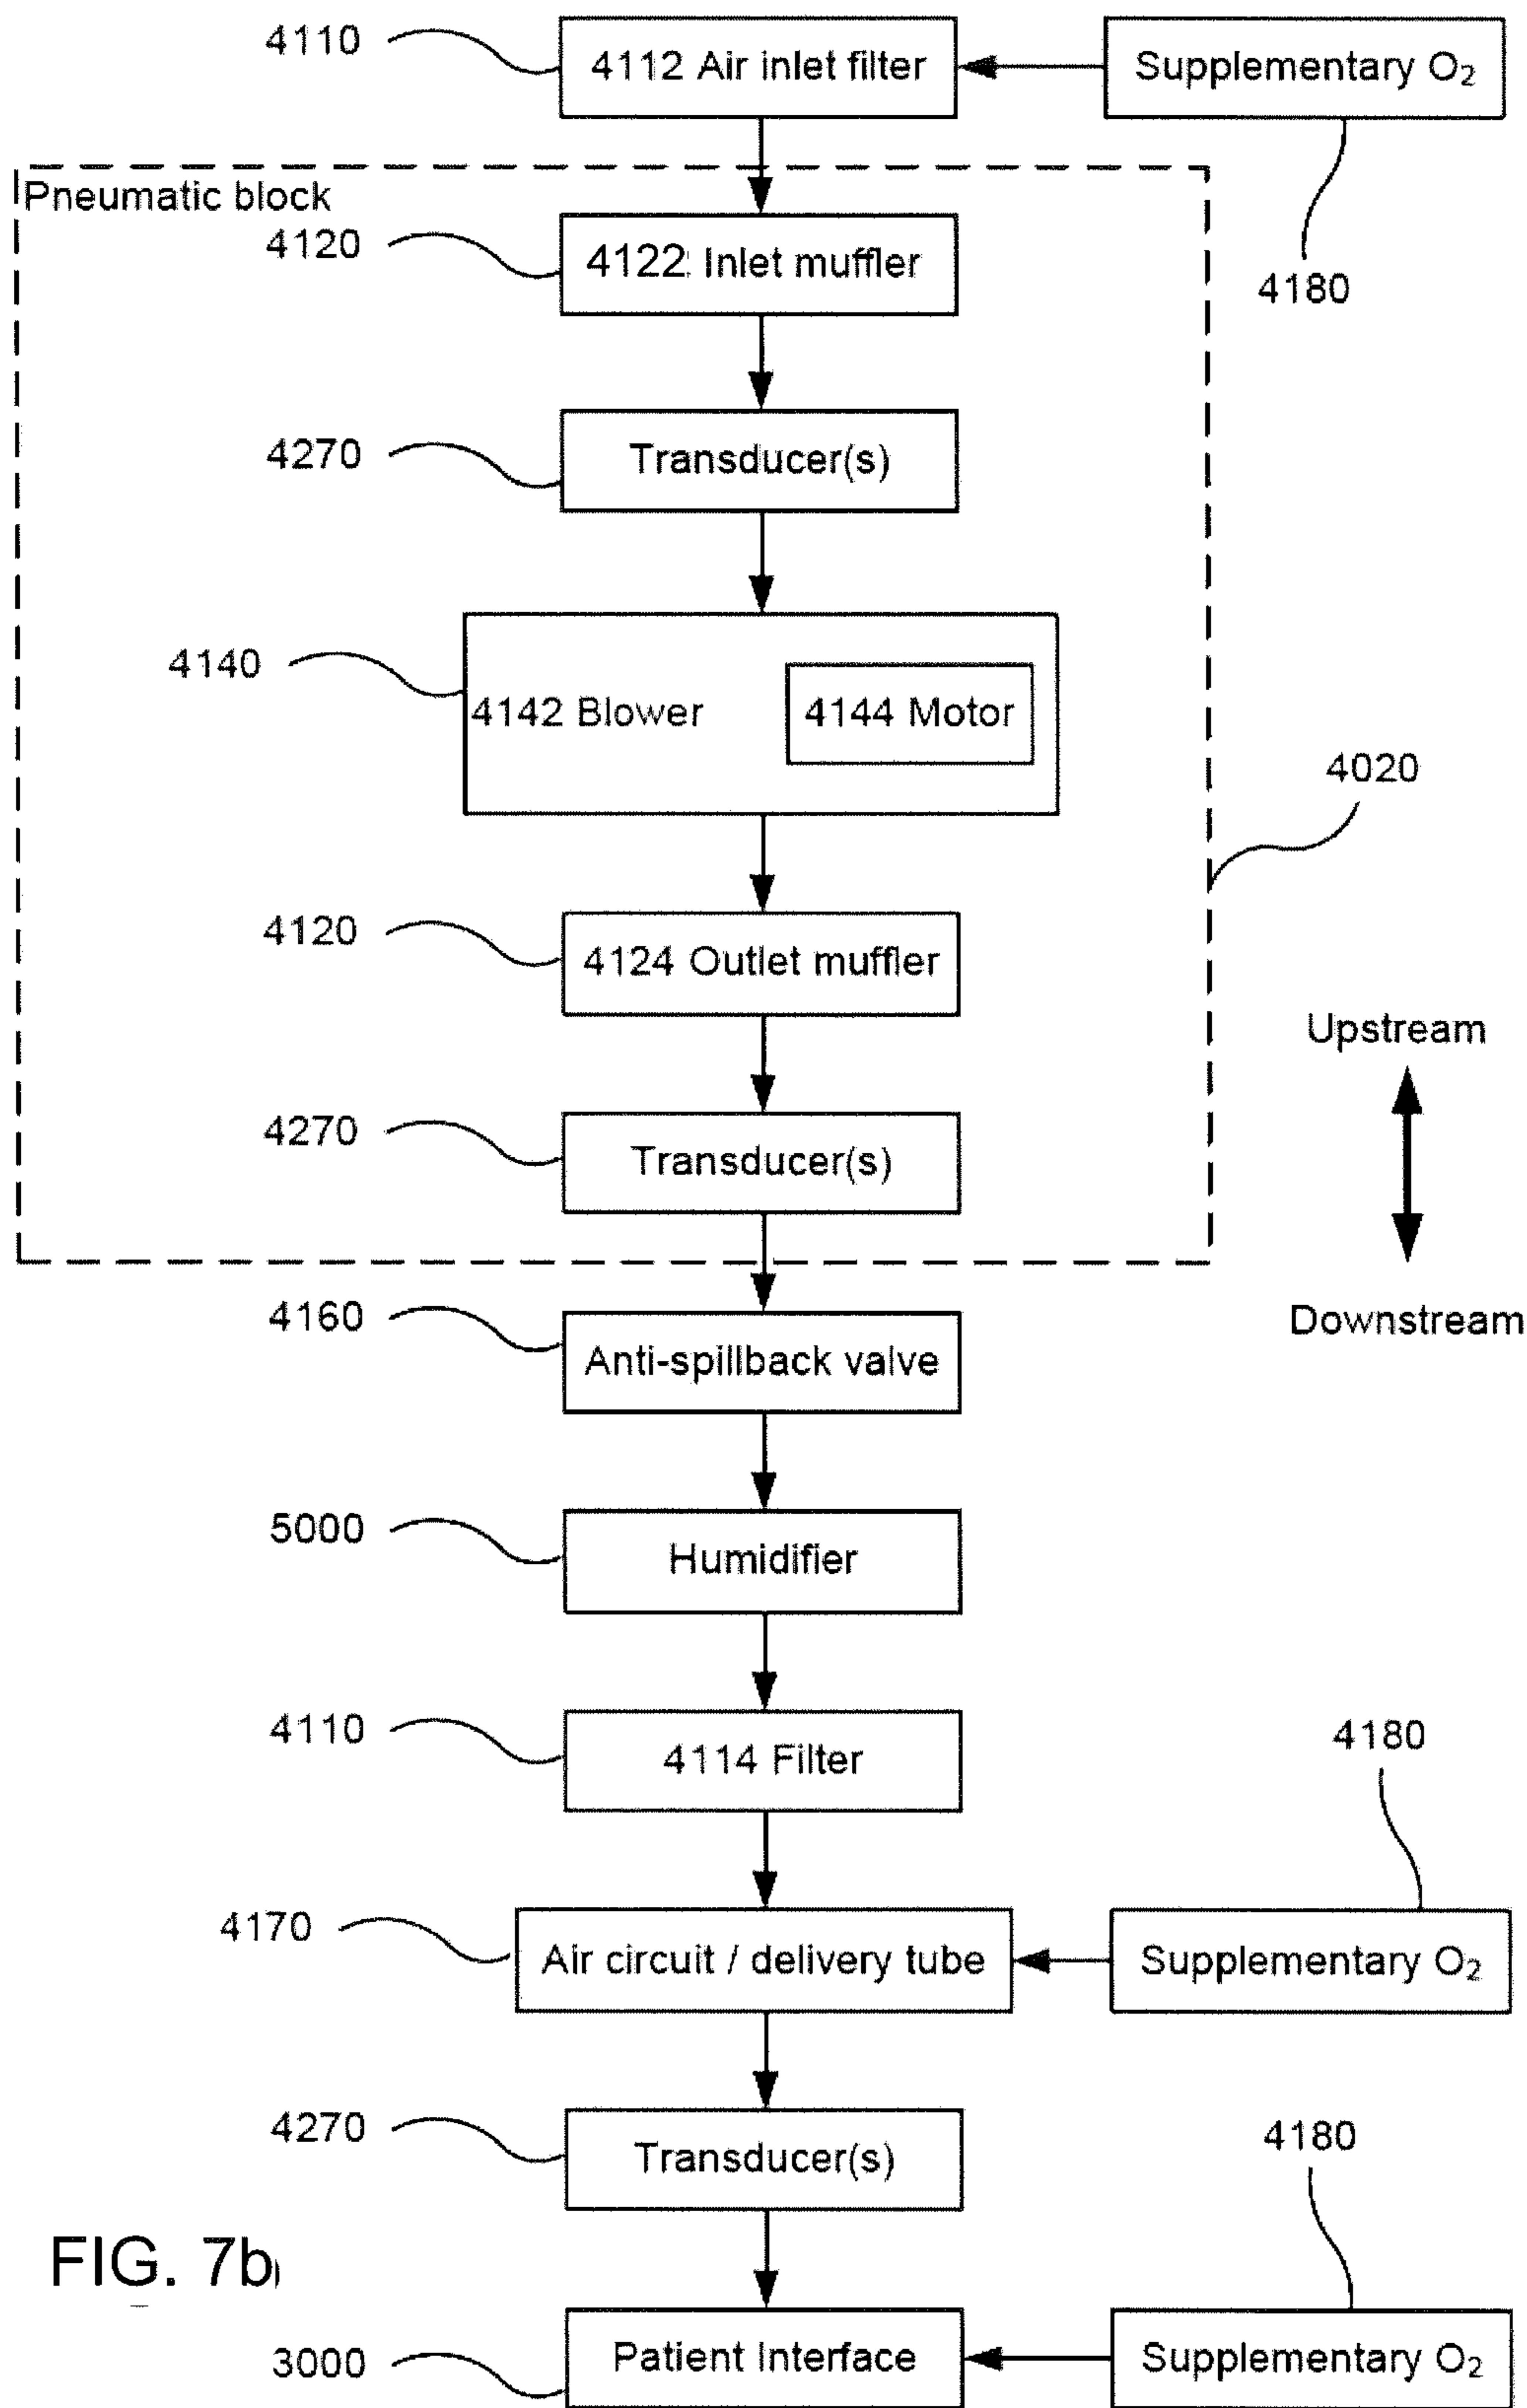 4110
4112 Air inlet filter
Supplementary O₂
Pneumatic block
4120
4122 Inlet muffler
4180
4270
Transducer(s)
4140
4142 Blower
4144 Motor
4020
4120
4124 Outlet muffler
Upstream
4270
Transducer(s)
4160
Downstream
Anti-spillback valve
5000
Humidifier
4110
4114 Filter
4180
4170
Air circuit / delivery tube
Supplementary O₂
4270
Transducer(s)
4180
FIG. 7b
3000
Patient Interface
Supplementary O₂